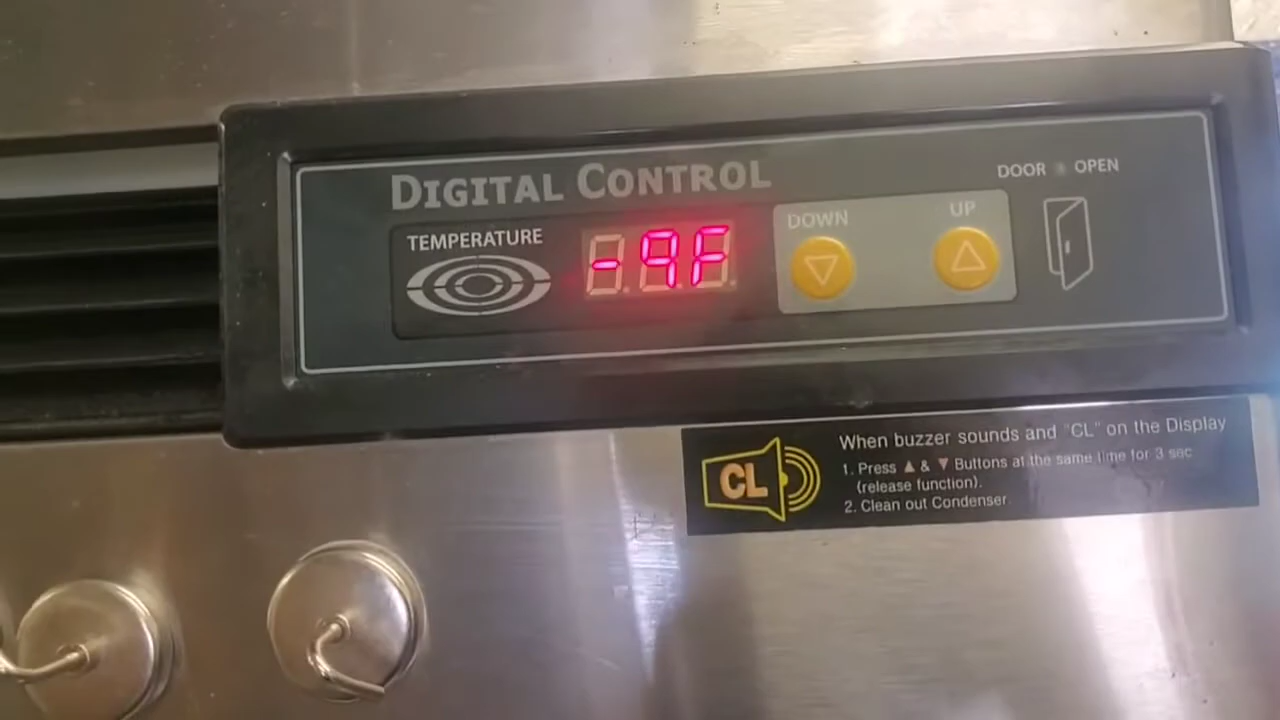 DIGITAL CONTROL
TEMPERATURE
-9F
DOWN
UP
DOOR OPEN
CL
When buzzer sounds and "CL" on the Display
1. Press ▲ & ▼ Buttons at the same time for 3 sec
(release function).
2. Clean out Condenser.